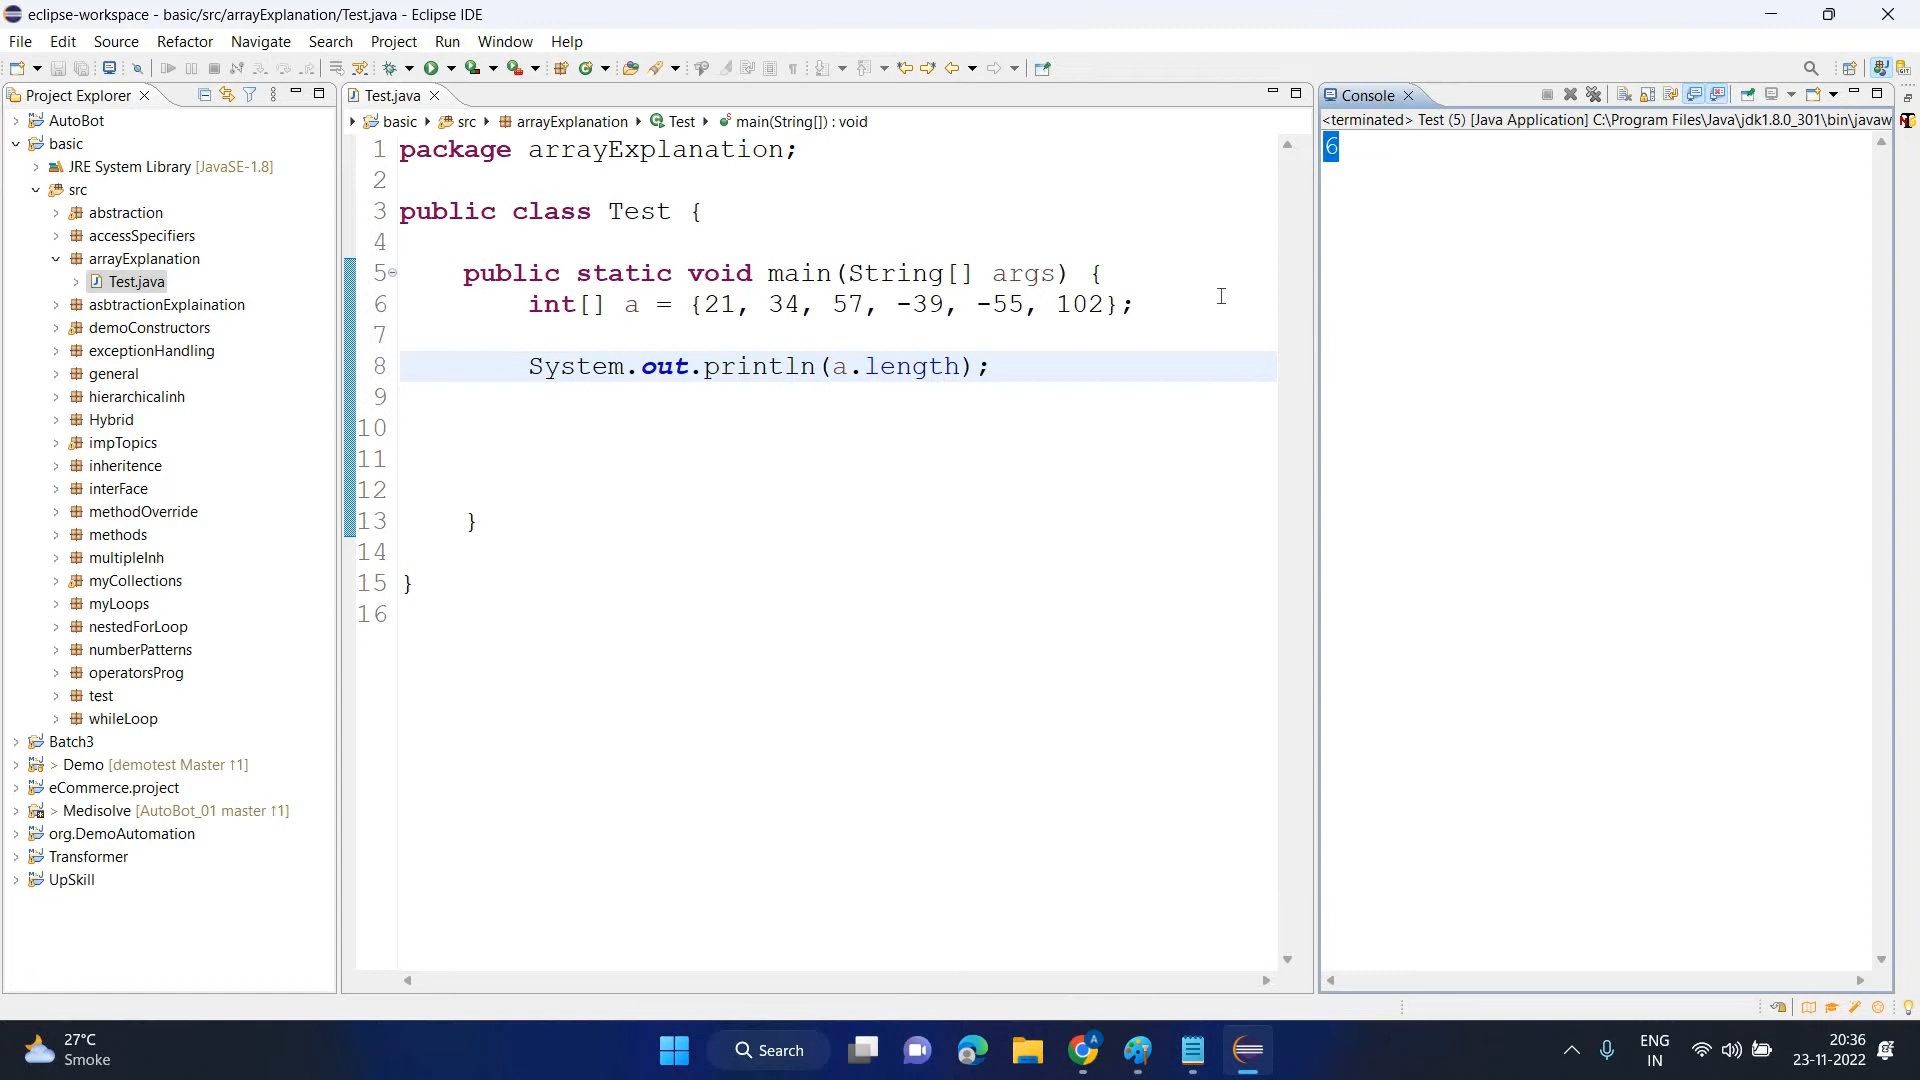 eclipse-workspace - basic/src/arrayExplanation/Test.java - Eclipse IDE
File Edit Source Refactor Navigate Search Project Run Window Help
Project Explorer
AutoBot
basic
JRE System Library [JavaSE-1.8]
src
abstraction
accessSpecifiers
arrayExplanation
Test.java
asbtractionExplaination
demoConstructors
exceptionHandling
general
hierarchicalinh
Hybrid
impTopics
inheritence
interFace
methodOverride
methods
multipleInh
myCollections
myLoops
nestedForLoop
numberPatterns
operatorsProg
test
whileLoop
Batch3
> Demo [demotest Master ↑1]
eCommerce.project
> Medisolve [AutoBot_01 master ↑1]
org.DemoAutomation
Transformer
UpSkill
Test.java
basic src arrayExplanation Test main(String[]) : void
1 package arrayExplanation;
2
3 public class Test {
4
5 public static void main(String[] args) {
6 int[] a = {21, 34, 57, -39, -55, 102};
7
8 System.out.println(a.length);
9
10
11
12
13 }
14
15 }
16
Console
<terminated> Test (5) [Java Application] C:\Program Files\Java\jdk1.8.0_301\bin\javaw
6
27°C
Smoke
Search
ENG
IN
20:36
23-11-2022